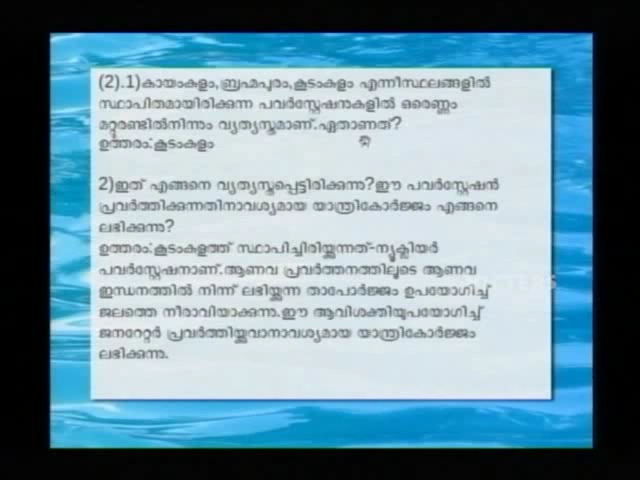 (2).1)കായംകുളം,ബ്രഹ്മപുരം,കൂടംകുളം എന്നീസ്ഥലങ്ങളിൽ
സ്ഥാപിതമായിരിക്കുന്ന പവർസ്റ്റേഷനുകളിൽ ഒരെണ്ണം
മറ്റുരണ്ടിൽനിന്നും വ്യത്യസ്തമാണ്.ഏതാണത്?
ഉത്തരം:കൂടംകുളം
2)ഇത് എങ്ങനെ വ്യത്യസ്തപ്പെട്ടിരിക്കുന്നു?ഈ പവർസ്റ്റേഷൻ
പ്രവർത്തിക്കുന്നതിനാവശ്യമായ യാന്ത്രികോർജ്ജം എങ്ങനെ
ലഭിക്കുന്നു?
ഉത്തരം:കൂടംകുളത്ത് സ്ഥാപിച്ചിരിയ്ക്കുന്നത്-ന്യൂക്ലിയർ
പവർസ്റ്റേഷനാണ്.ആണവ പ്രവർത്തനത്തിലൂടെ ആണവ
ഇന്ധനത്തിൽ നിന്ന് ലഭിയ്ക്കുന്ന താപോർജ്ജം ഉപയോഗിച്ച്
ജലത്തെ നീരാവിയാക്കുന്നു.ഈ ആവിശക്തിയുപയോഗിച്ച്
ജനറേറ്റർ പ്രവർത്തിയ്ക്കുവാനാവശ്യമായ യാന്ത്രികോർജ്ജം
ലഭിക്കുന്നു.